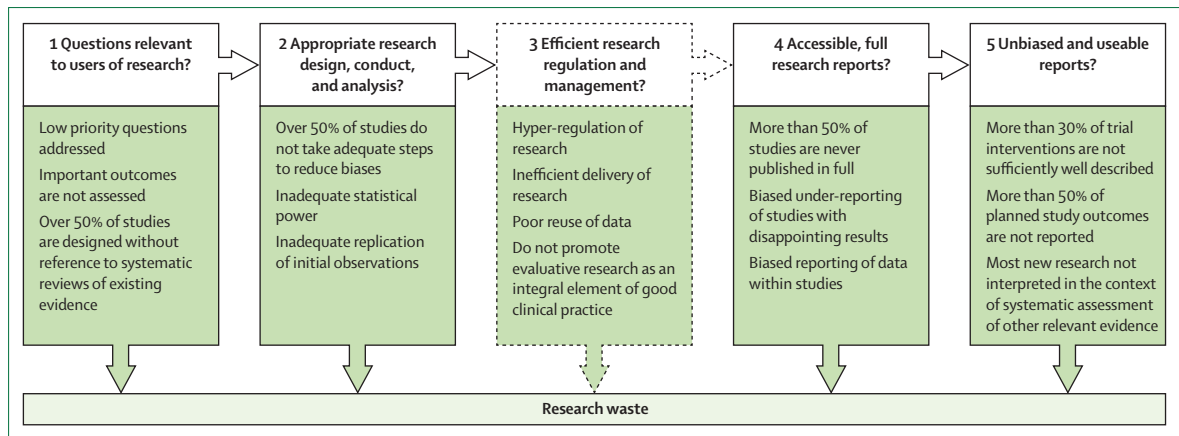 1 Questions relevant
to users of research?
Low priority questions
addressed
Important outcomes
are not assessed
Over 50% of studies
are designed without
reference to systematic
reviews of existing
evidence
2 Appropriate research
design, conduct,
and analysis?
Over 50% of studies do
not take adequate steps
to reduce biases
Inadequate statistical
power
Inadequate replication
of initial observations
3 Efficient research
regulation and
management?
Hyper-regulation of
research
Inefficient delivery of
research
Poor reuse of data
Do not promote
evaluative research as an
integral element of good
clinical practice
4 Accessible, full
research reports?
More than 50% of
studies are never
published in full
Biased under-reporting
of studies with
disappointing results
Biased reporting of data
within studies
5 Unbiased and useable
reports?
More than 30% of trial
interventions are not
sufficiently well described
More than 50% of
planned study outcomes
are not reported
Most new research not
interpreted in the context
of systematic assessment
of other relevant evidence
Research waste